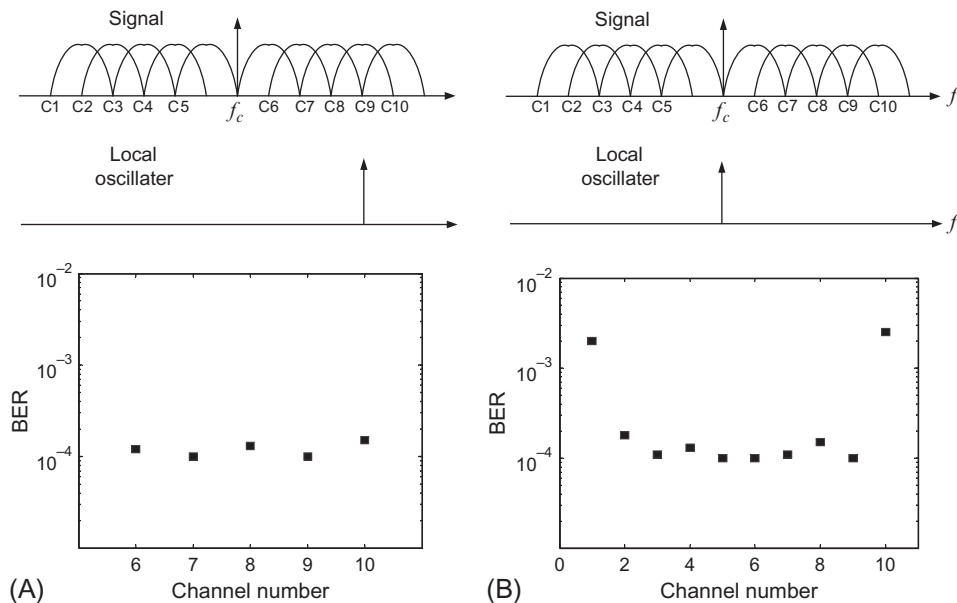 Signal
C1 C2 C3 C4 C5 f_c C6 C7 C8 C9 C10
Local
oscillater
10⁻²
10⁻³
10⁻⁴
BER
6 7 8 9 10
Channel number
(A)
Signal
C1 C2 C3 C4 C5 f_c C6 C7 C8 C9 C10 f
Local
oscillater
f
10⁻²
10⁻³
10⁻⁴
BER
0 2 4 6 8 10
Channel number
(B)